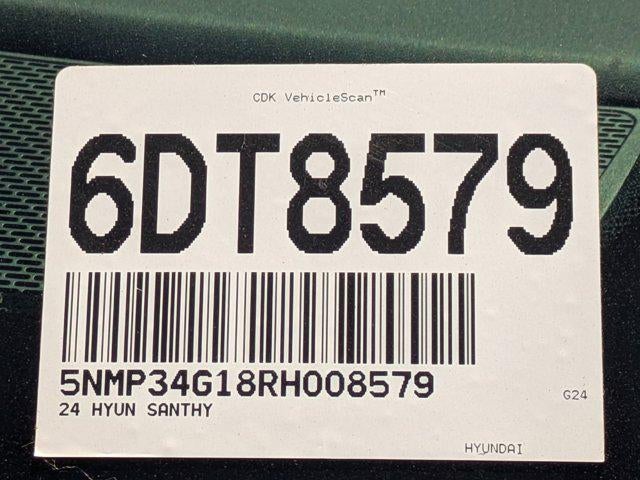 CDK VehicleScan™
6DT8579
5NMP34G18RH008579
G24
24 HYUN SANTHY
HYUNDAI